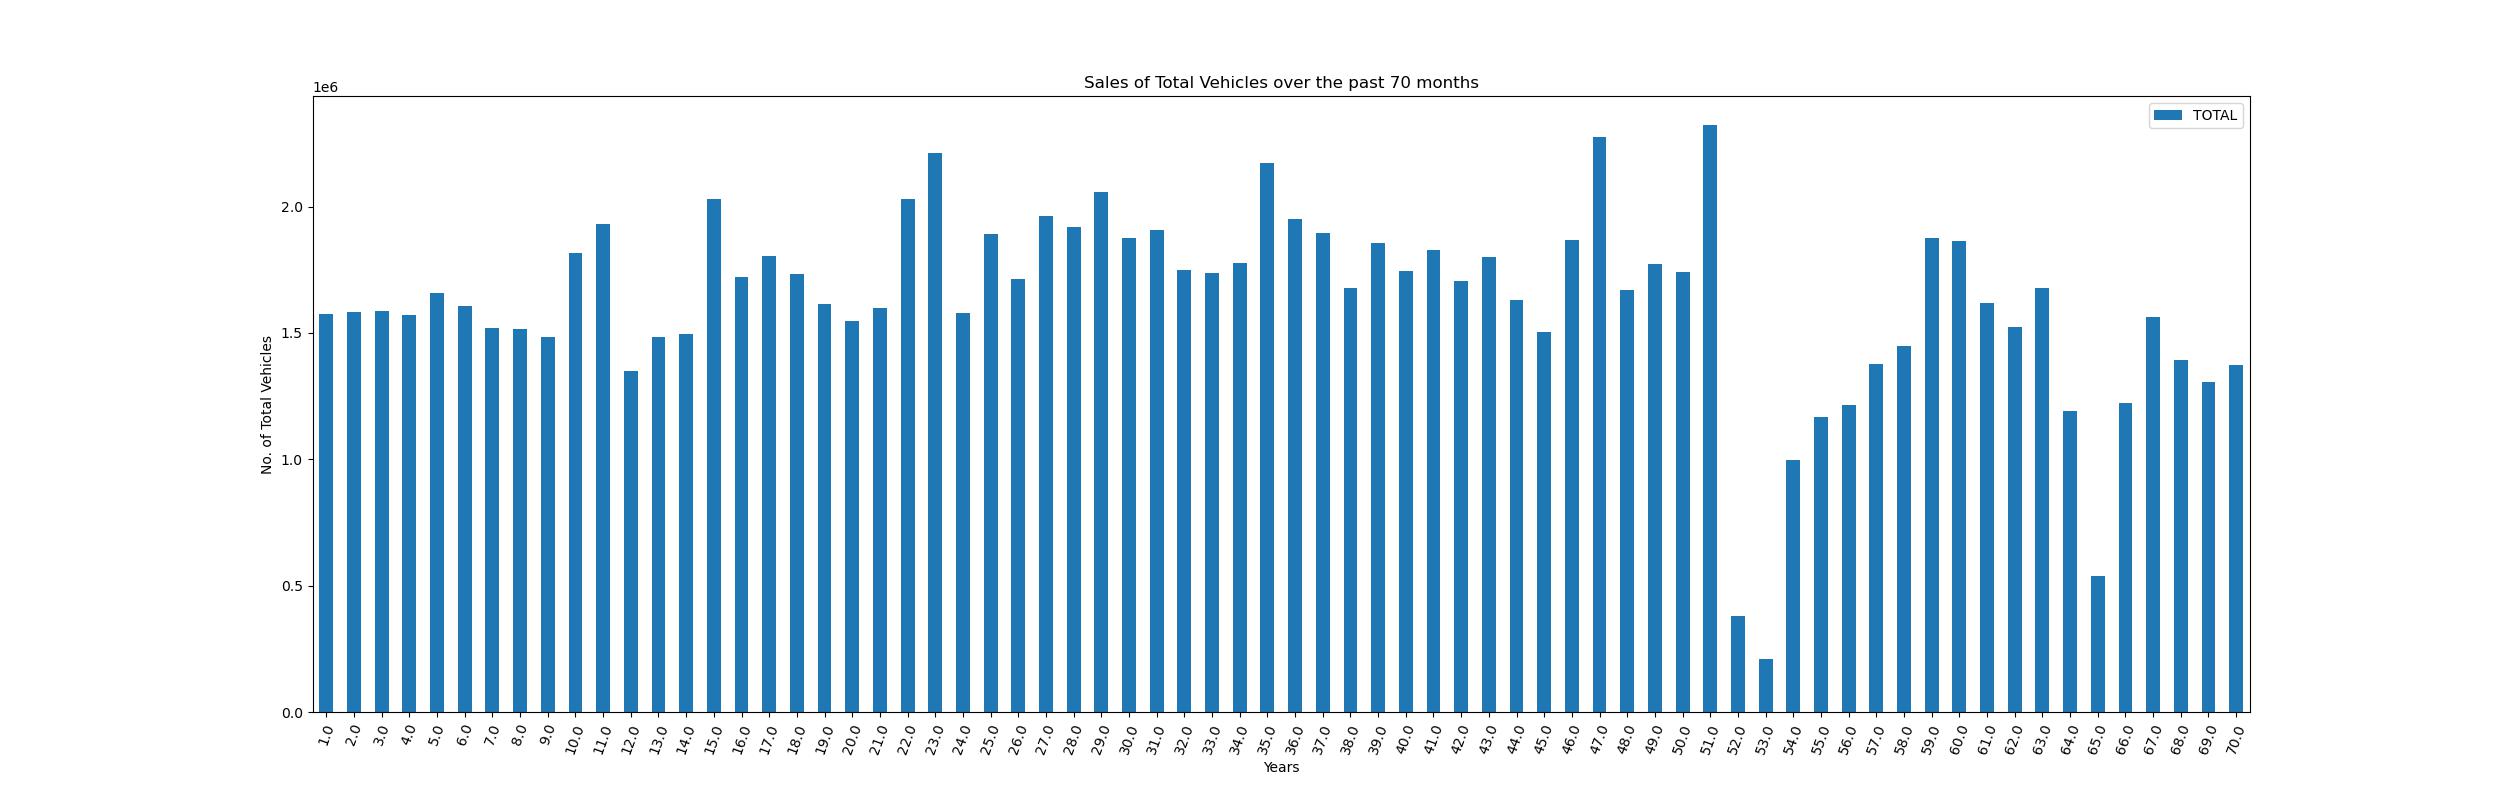 Sales of Total Vehicles over the past 70 months
1e6
TOTAL
2.0
1.5
1.0
0.5
0.0
No. of Total Vehicles
1.0 2.0 3.0 4.0 5.0 6.0 7.0 8.0 9.0 10.0 11.0 12.0 13.0 14.0 15.0 16.0 17.0 18.0 19.0 20.0 21.0 22.0 23.0 24.0 25.0 26.0 27.0 28.0 29.0 30.0 31.0 32.0 33.0 34.0 35.0 36.0 37.0 38.0 39.0 40.0 41.0 42.0 43.0 44.0 45.0 46.0 47.0 48.0 49.0 50.0 51.0 52.0 53.0 54.0 55.0 56.0 57.0 58.0 59.0 60.0 61.0 62.0 63.0 64.0 65.0 66.0 67.0 68.0 69.0 70.0
Years